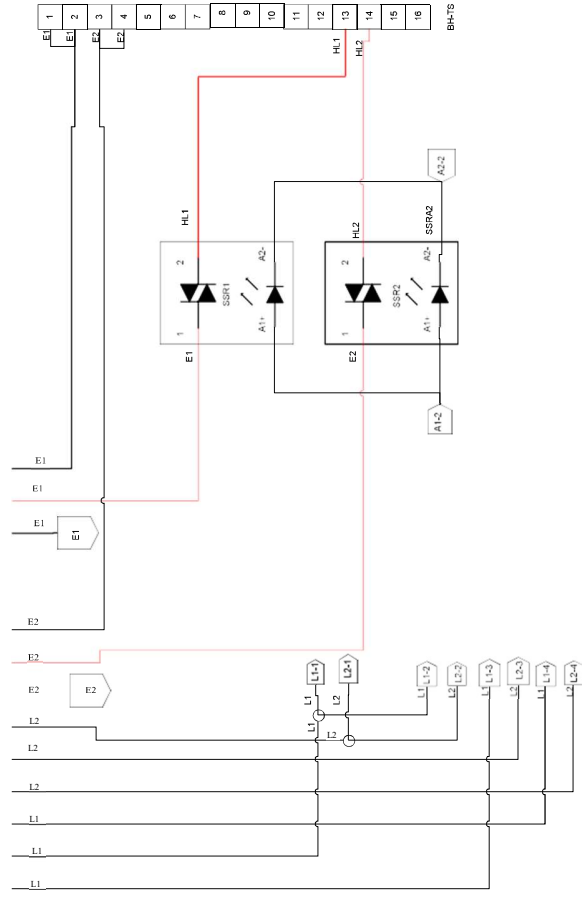 1 2 3 4 5 6 7 8 9 10 11 12 13 14 15 16 BH-TS
E1 E1 E2 E2 HL1 HL2
A2-2
HL1 HL2 SSRA2
2 A2- 2 A2-
SSR1 SSR2
1 A1+ 1 A1+
E1 E2
A1-2
E1
E1
E1 E1
E2
E2
E2 E2
L1-1 L2-1 L1-2 L2-2 L1-3 L2-3 L1-4 L2-4
L1 L2 L1 L2 L1 L2 L1 L2
L2 L1 L2
L2
L2
L1
L1
L1